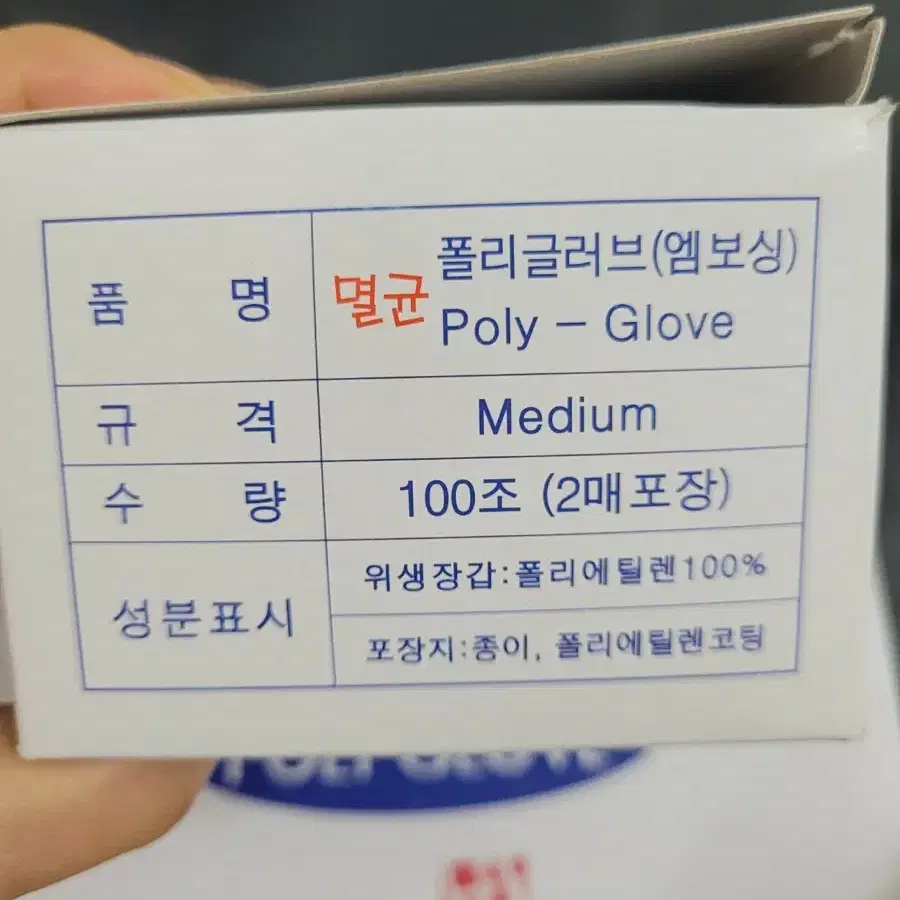 품 명
멸균 폴리글러브(엠보싱)
Poly - Glove
규 격
Medium
수 량
100조 (2매포장)
성분표시
위생장갑:폴리에틸렌100%
포장지:종이, 폴리에틸렌코팅